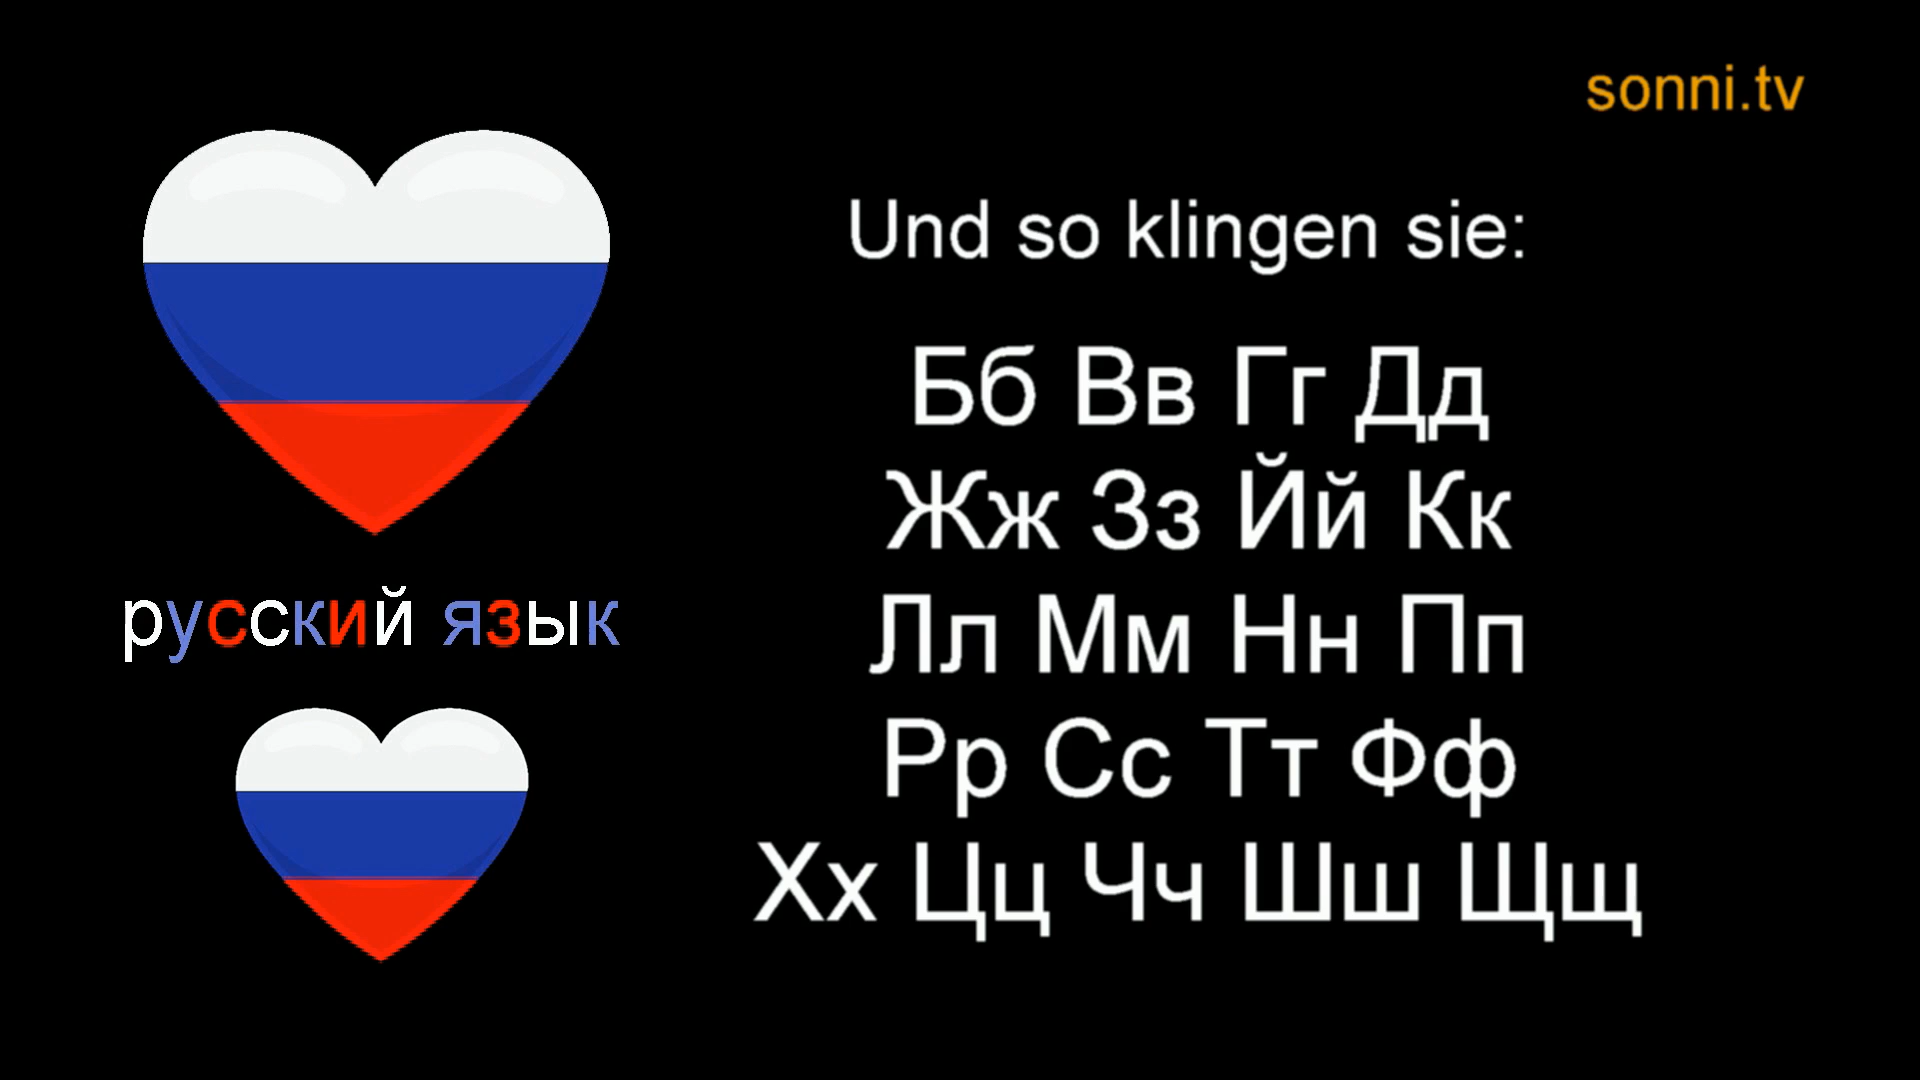 sonni.tv
Und so klingen sie:
Бб Вв Гг Дд
Жж Зз Йй Кк
Лл Мм Нн Пп
Рр Сс Тт Фф
Хх Цц Чч Шш Щщ
русский язык